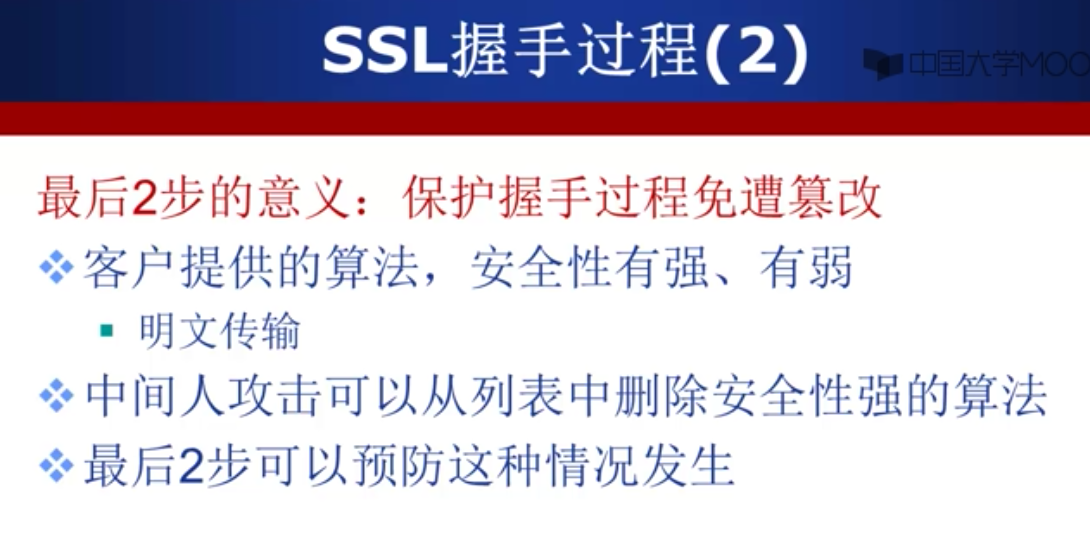 SSL握手过程(2)
中国大学MOO
最后2步的意义：保护握手过程免遭篡改
客户提供的算法，安全性有强、有弱
明文传输
中间人攻击可以从列表中删除安全性强的算法
最后2步可以预防这种情况发生